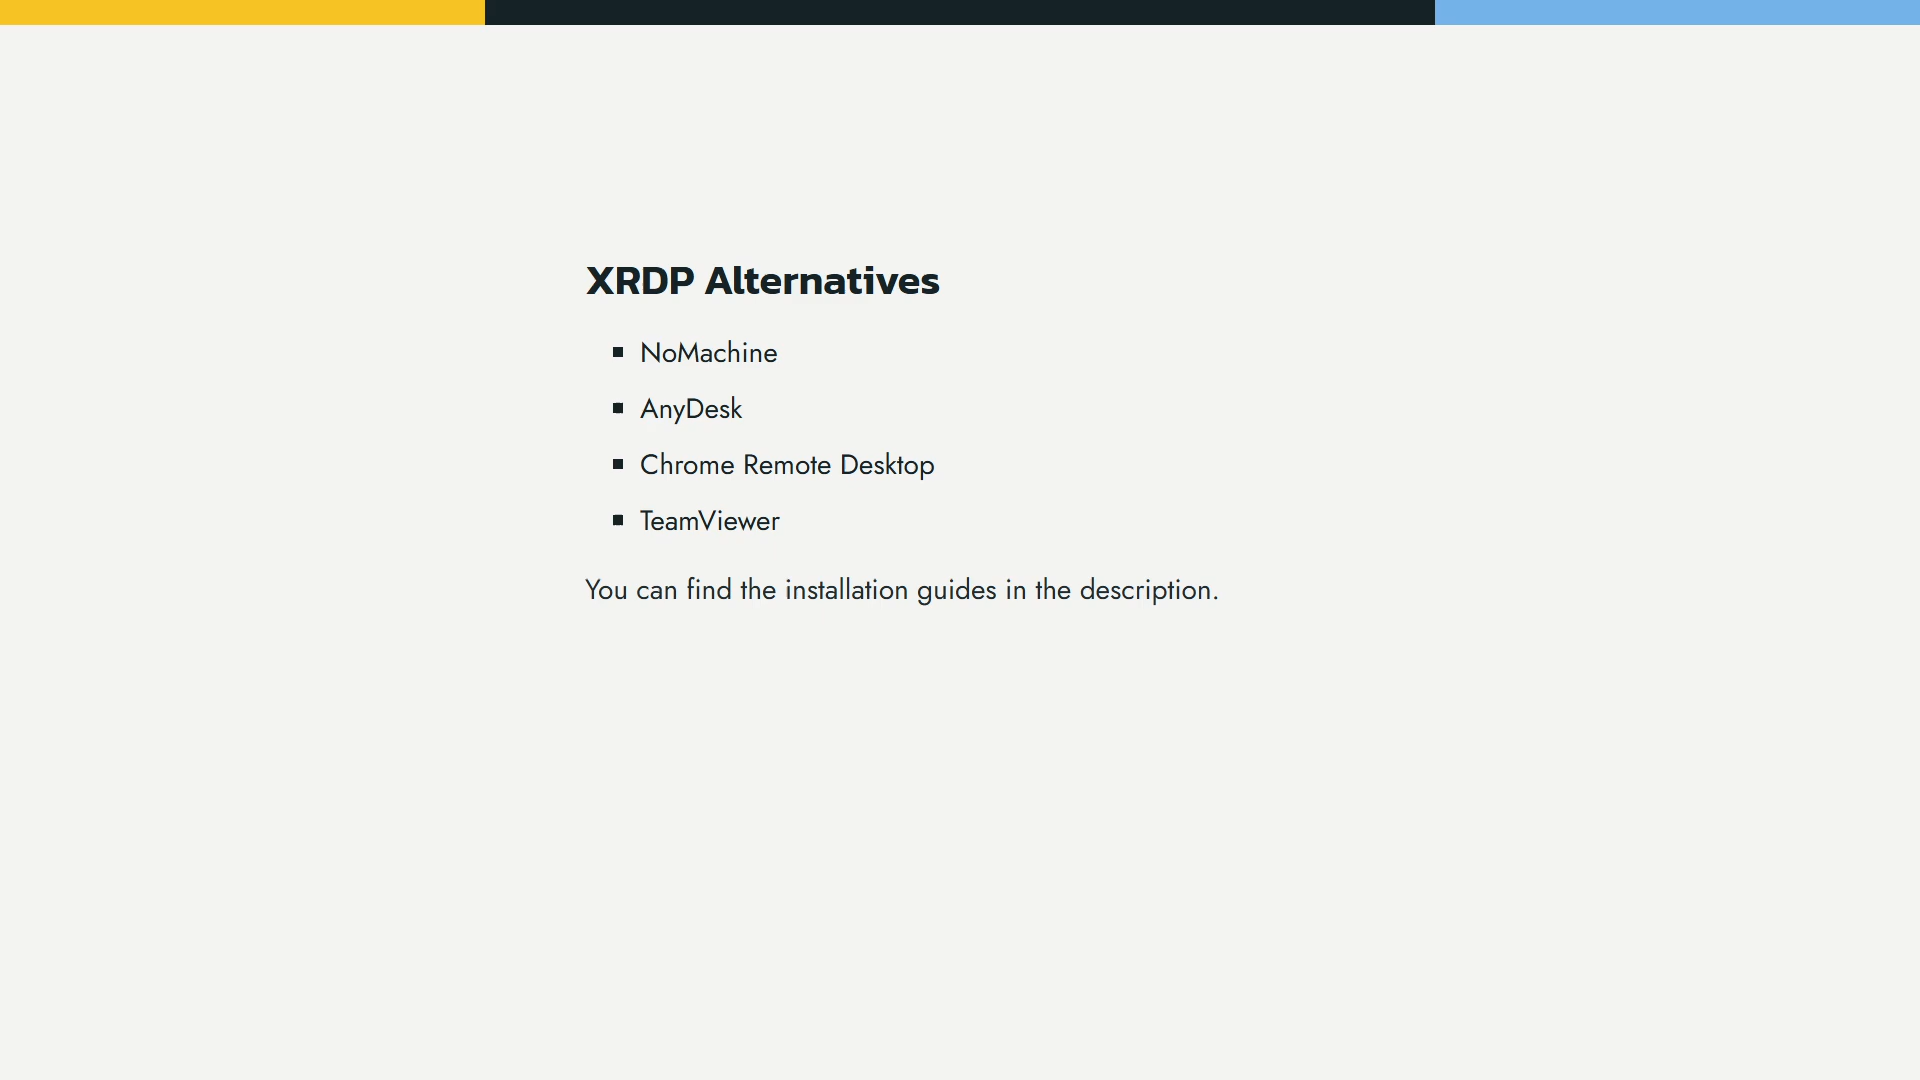 XRDP Alternatives
NoMachine
AnyDesk
Chrome Remote Desktop
TeamViewer
You can find the installation guides in the description.